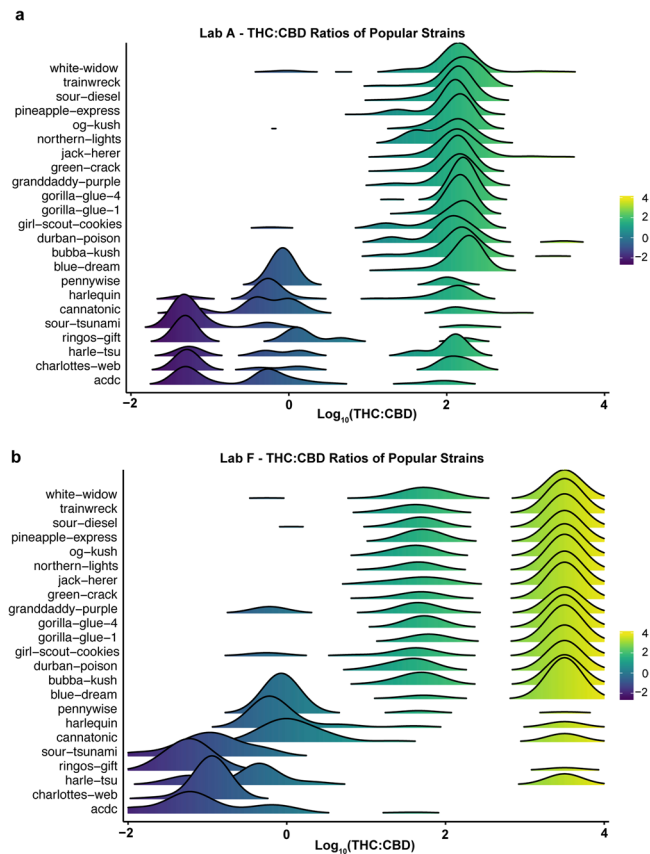 a
Lab A - THC:CBD Ratios of Popular Strains
white-widow
trainwreck
sour-diesel
pineapple-express
og-kush
northern-lights
jack-herer
green-crack
granddaddy-purple
gorilla-glue-4
gorilla-glue-1
girl-scout-cookies
durban-poison
bubba-kush
blue-dream
pennywise
harlequin
cannatonic
sour-tsunami
ringos-gift
harle-tsu
charlottes-web
acdc
4
2
0
−2
−2 0 2 4
Log10(THC:CBD)
b
Lab F - THC:CBD Ratios of Popular Strains
white-widow
trainwreck
sour-diesel
pineapple-express
og-kush
northern-lights
jack-herer
green-crack
granddaddy-purple
gorilla-glue-4
gorilla-glue-1
girl-scout-cookies
durban-poison
bubba-kush
blue-dream
pennywise
harlequin
cannatonic
sour-tsunami
ringos-gift
harle-tsu
charlottes-web
acdc
4
2
0
−2
−2 0 2 4
Log10(THC:CBD)